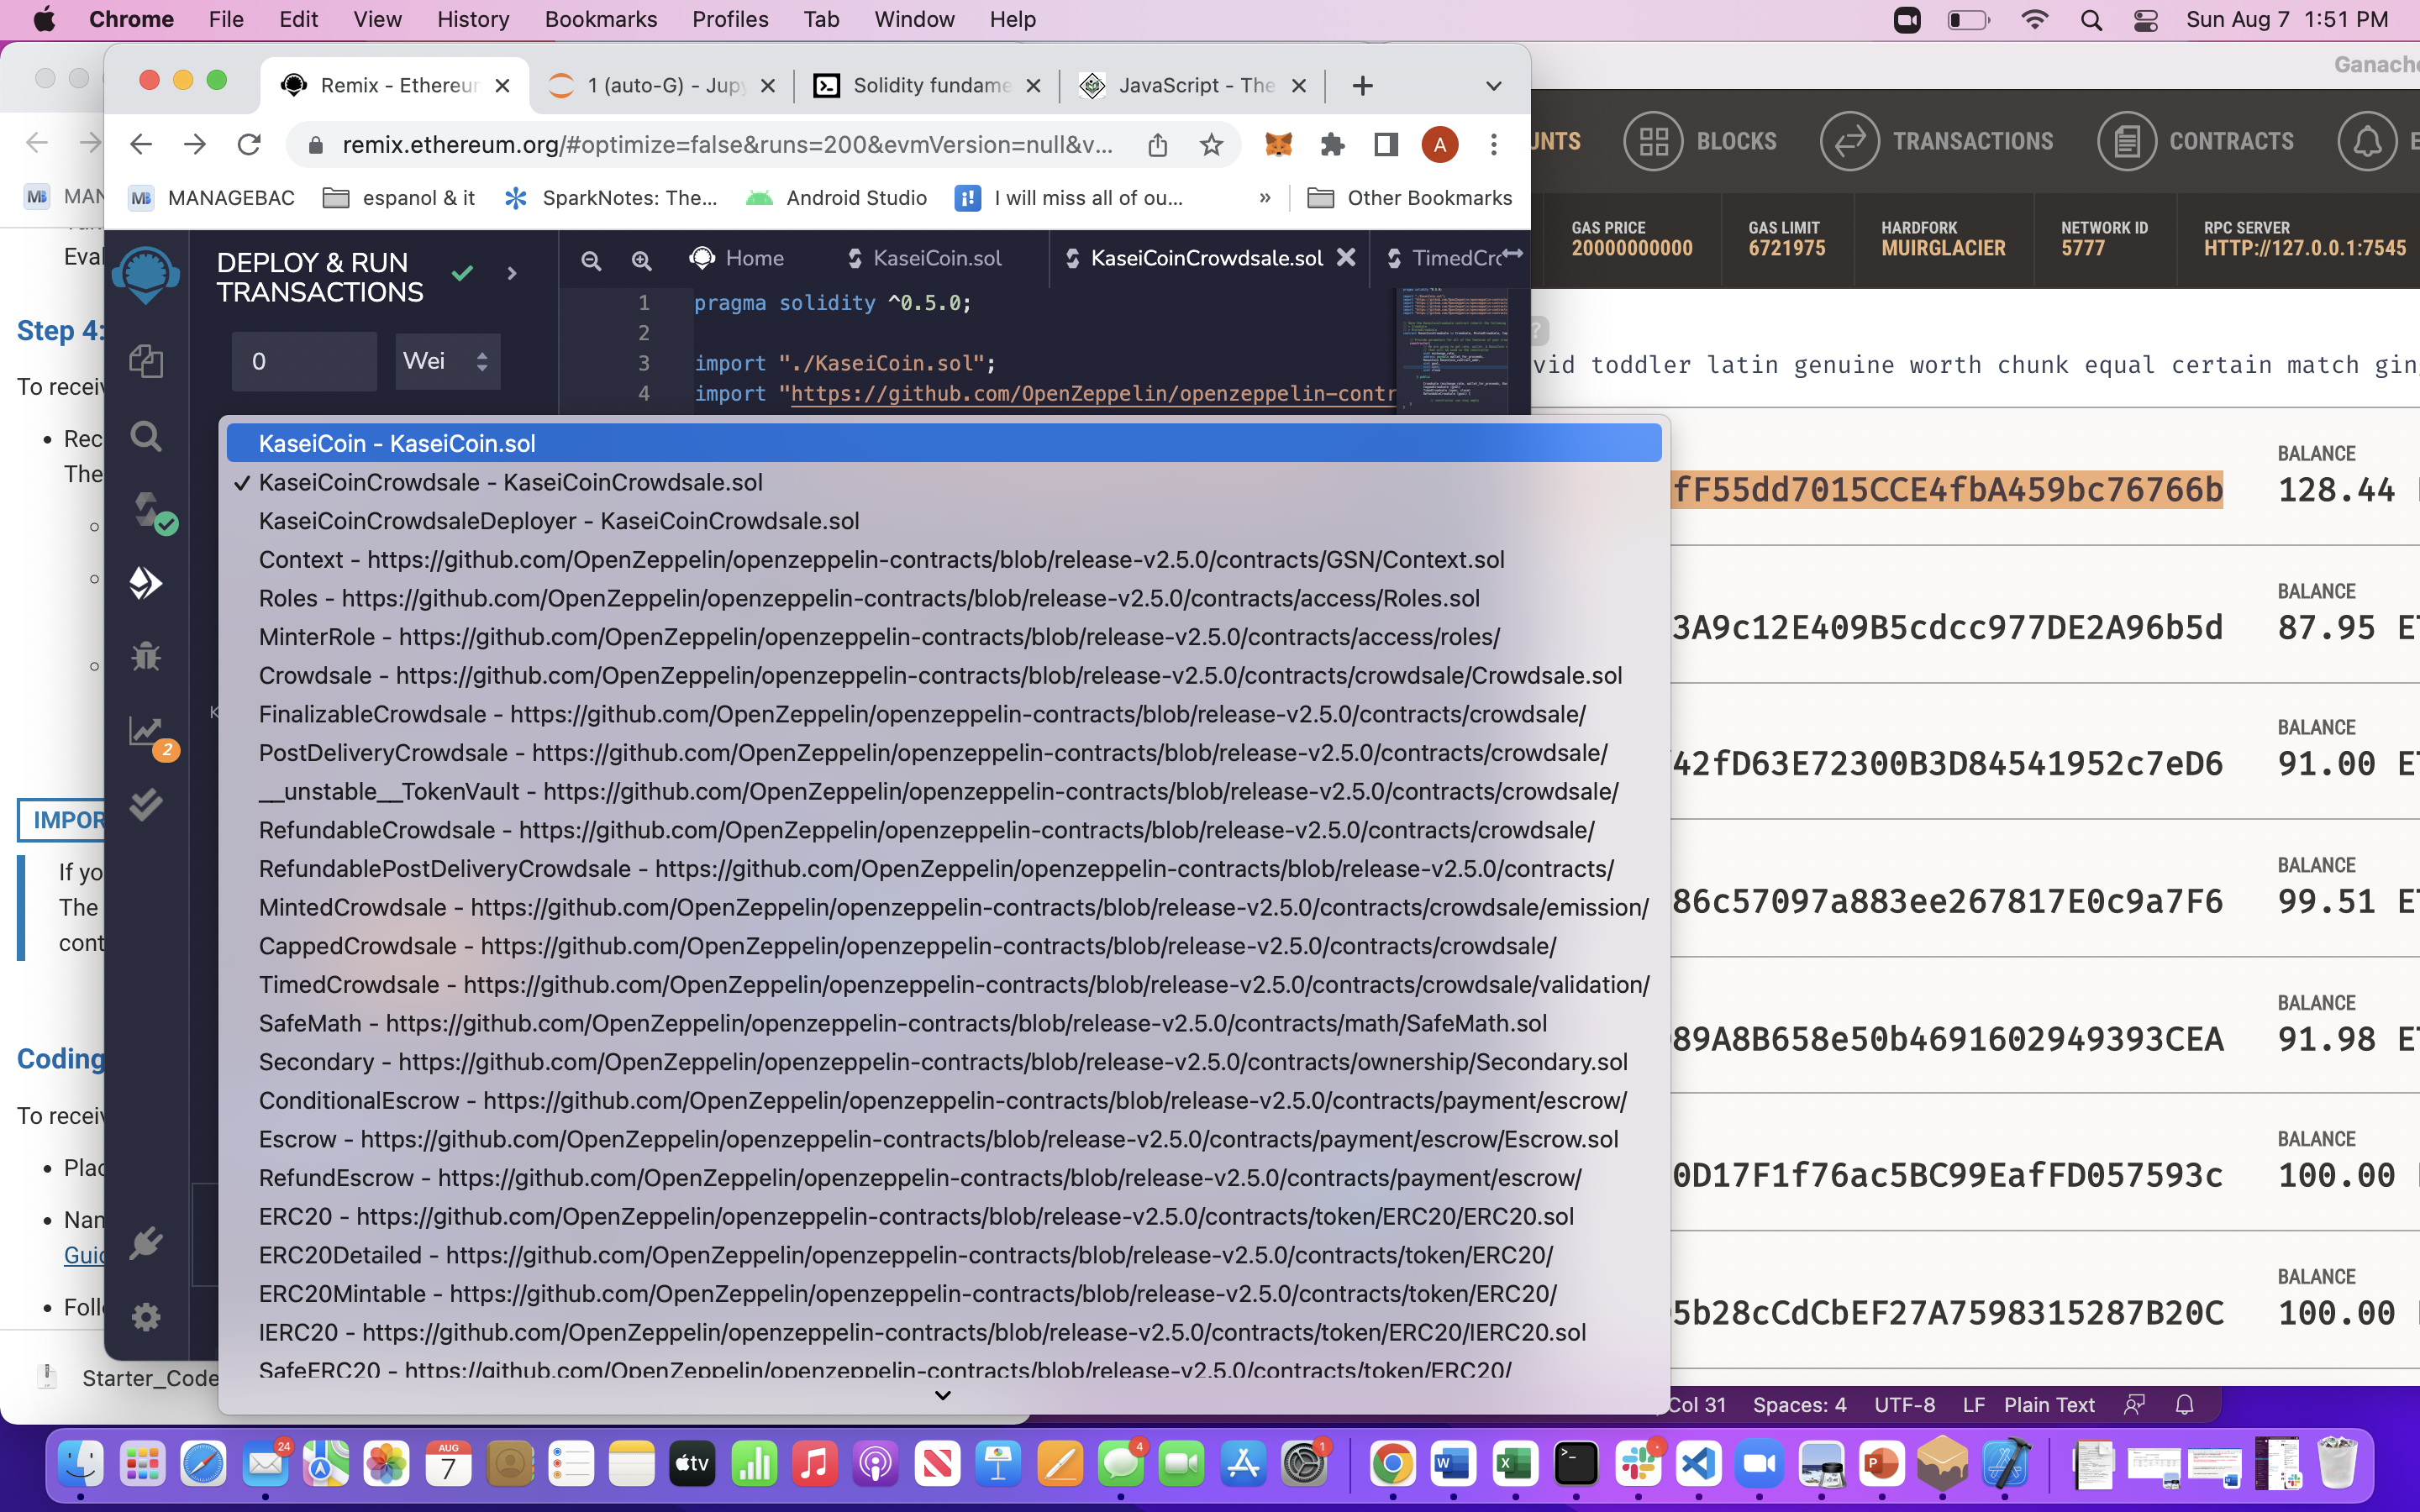 Chrome File Edit View History Bookmarks Profiles Tab Window Help Sun Aug 7 1:51 PM
Ganache
Remix - Ethereum 1 (auto-G) - Jupy Solidity fundame JavaScript - The
remix.ethereum.org/#optimize=false&runs=200&evmVersion=null&v... A
MB MANAGEBAC espanol & it SparkNotes: The... Android Studio I will miss all of ou... » Other Bookmarks
MB MAN
UNTS BLOCKS TRANSACTIONS CONTRACTS E
GAS PRICE GAS LIMIT HARDFORK NETWORK ID RPC SERVER
20000000000 6721975 MUIRGLACIER 5777 HTTP://127.0.0.1:7545
Eval
Step 4:
To receiv
Rec
The
IMPOR
If yo
The
cont
Coding
To receiv
Plac
Nam
Guid
Follo
Starter_Code
DEPLOY & RUN
TRANSACTIONS
0 Wei
Home KaseiCoin.sol KaseiCoinCrowdsale.sol TimedCro
1 pragma solidity ^0.5.0;
2
3 import "./KaseiCoin.sol";
4 import "https://github.com/OpenZeppelin/openzeppelin-contr
K
2
KaseiCoin - KaseiCoin.sol
✓ KaseiCoinCrowdsale - KaseiCoinCrowdsale.sol
KaseiCoinCrowdsaleDeployer - KaseiCoinCrowdsale.sol
Context - https://github.com/OpenZeppelin/openzeppelin-contracts/blob/release-v2.5.0/contracts/GSN/Context.sol
Roles - https://github.com/OpenZeppelin/openzeppelin-contracts/blob/release-v2.5.0/contracts/access/Roles.sol
MinterRole - https://github.com/OpenZeppelin/openzeppelin-contracts/blob/release-v2.5.0/contracts/access/roles/
Crowdsale - https://github.com/OpenZeppelin/openzeppelin-contracts/blob/release-v2.5.0/contracts/crowdsale/Crowdsale.sol
FinalizableCrowdsale - https://github.com/OpenZeppelin/openzeppelin-contracts/blob/release-v2.5.0/contracts/crowdsale/
PostDeliveryCrowdsale - https://github.com/OpenZeppelin/openzeppelin-contracts/blob/release-v2.5.0/contracts/crowdsale/
__unstable__TokenVault - https://github.com/OpenZeppelin/openzeppelin-contracts/blob/release-v2.5.0/contracts/crowdsale/
RefundableCrowdsale - https://github.com/OpenZeppelin/openzeppelin-contracts/blob/release-v2.5.0/contracts/crowdsale/
RefundablePostDeliveryCrowdsale - https://github.com/OpenZeppelin/openzeppelin-contracts/blob/release-v2.5.0/contracts/
MintedCrowdsale - https://github.com/OpenZeppelin/openzeppelin-contracts/blob/release-v2.5.0/contracts/crowdsale/emission/
CappedCrowdsale - https://github.com/OpenZeppelin/openzeppelin-contracts/blob/release-v2.5.0/contracts/crowdsale/
TimedCrowdsale - https://github.com/OpenZeppelin/openzeppelin-contracts/blob/release-v2.5.0/contracts/crowdsale/validation/
SafeMath - https://github.com/OpenZeppelin/openzeppelin-contracts/blob/release-v2.5.0/contracts/math/SafeMath.sol
Secondary - https://github.com/OpenZeppelin/openzeppelin-contracts/blob/release-v2.5.0/contracts/ownership/Secondary.sol
ConditionalEscrow - https://github.com/OpenZeppelin/openzeppelin-contracts/blob/release-v2.5.0/contracts/payment/escrow/
Escrow - https://github.com/OpenZeppelin/openzeppelin-contracts/blob/release-v2.5.0/contracts/payment/escrow/Escrow.sol
RefundEscrow - https://github.com/OpenZeppelin/openzeppelin-contracts/blob/release-v2.5.0/contracts/payment/escrow/
ERC20 - https://github.com/OpenZeppelin/openzeppelin-contracts/blob/release-v2.5.0/contracts/token/ERC20/ERC20.sol
ERC20Detailed - https://github.com/OpenZeppelin/openzeppelin-contracts/blob/release-v2.5.0/contracts/token/ERC20/
ERC20Mintable - https://github.com/OpenZeppelin/openzeppelin-contracts/blob/release-v2.5.0/contracts/token/ERC20/
IERC20 - https://github.com/OpenZeppelin/openzeppelin-contracts/blob/release-v2.5.0/contracts/token/ERC20/IERC20.sol
SafeERC20 - https://github.com/OpenZeppelin/openzeppelin-contracts/blob/release-v2.5.0/contracts/token/ERC20/
?
vid toddler latin genuine worth chunk equal certain match gin
BALANCE
fF55dd7015CCE4fbA459bc76766b 128.44
BALANCE
3A9c12E409B5cdcc977DE2A96b5d 87.95 ET
BALANCE
42fD63E72300B3D84541952c7eD6 91.00 ET
BALANCE
86c57097a883ee267817E0c9a7F6 99.51 ET
BALANCE
89A8B658e50b4691602949393CEA 91.98 ET
BALANCE
0D17F1f76ac5BC99EafFD057593c 100.00
BALANCE
5b28cCdCbEF27A7598315287B20C 100.00
Col 31 Spaces: 4 UTF-8 LF Plain Text
24 AUG 7 tv 4 1